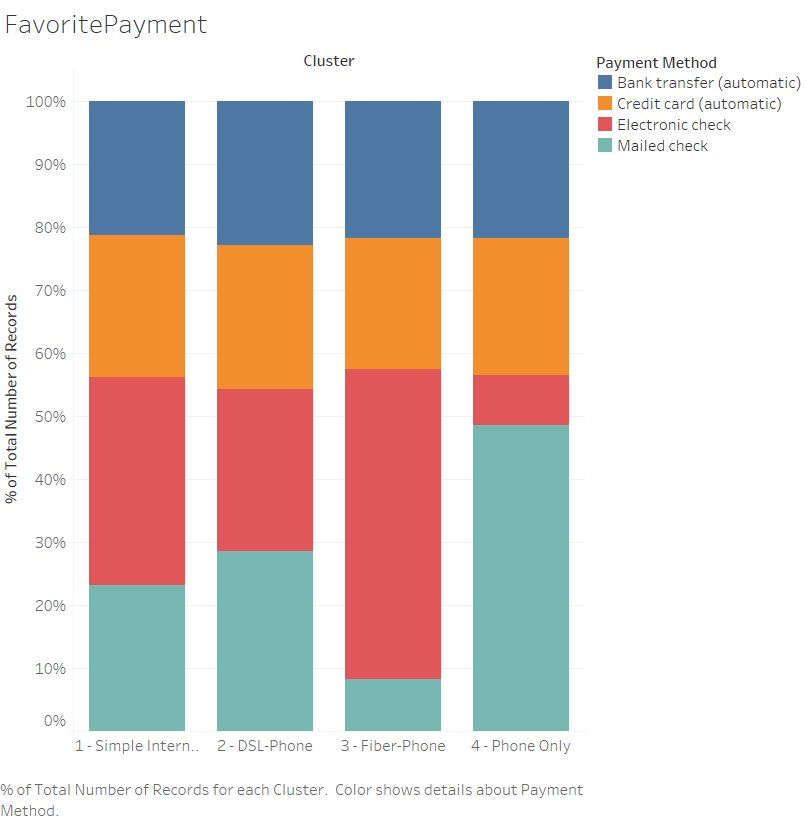 FavoritePayment
Cluster
Payment Method
Bank transfer (automatic)
Credit card (automatic)
Electronic check
Mailed check
% of Total Number of Records
100%
90%
80%
70%
60%
50%
40%
30%
20%
10%
0%
1 - Simple Intern..
2 - DSL-Phone
3 - Fiber-Phone
4 - Phone Only
% of Total Number of Records for each Cluster.  Color shows details about Payment
Method.